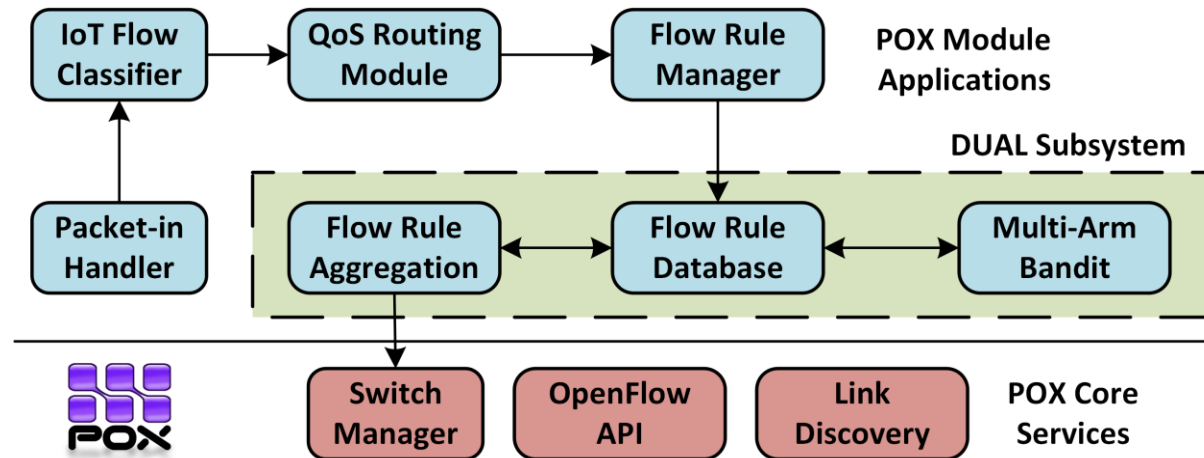 IoT Flow
Classifier
QoS Routing
Module
Flow Rule
Manager
POX Module
Applications
DUAL Subsystem
Packet-in
Handler
Flow Rule
Aggregation
Flow Rule
Database
Multi-Arm
Bandit
POX
Switch
Manager
OpenFlow
API
Link
Discovery
POX Core
Services